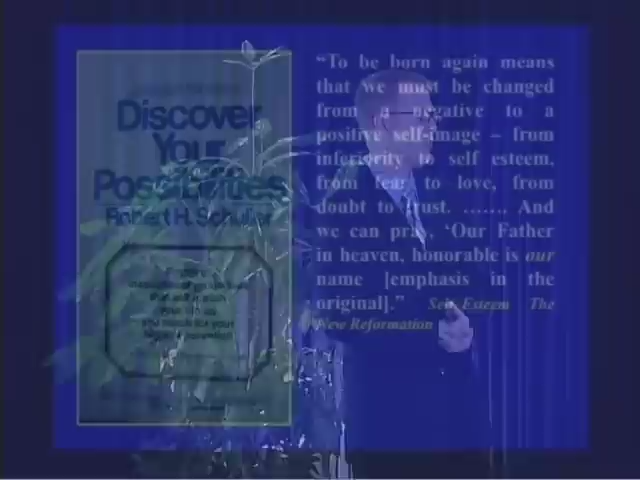 Discover
Your
Possibilities
Robert H. Schuller
“To be born again means
that we must be changed
from a negative to a
positive self-image – from
inferiority to self esteem,
from fear to love, from
doubt to trust. ……. And
we can pray, ‘Our Father
in heaven, honorable is our
name [emphasis in the
original].” Self Esteem The
New Reformation